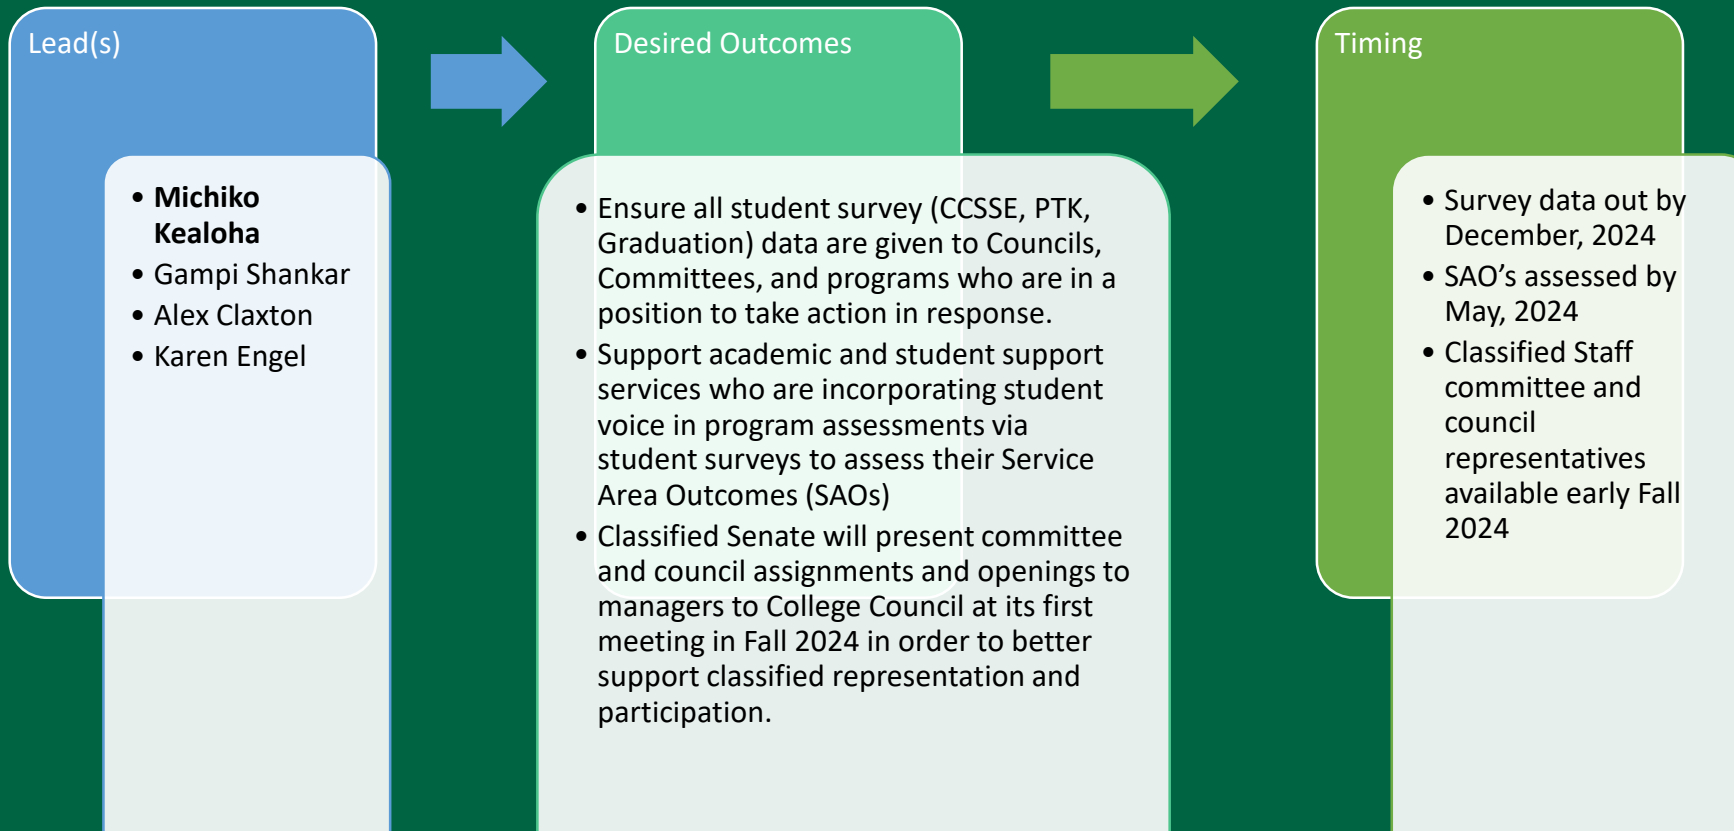 Lead(s)
• Michiko
Kealoha
• Gampi Shankar
• Alex Claxton
• Karen Engel
Desired Outcomes
• Ensure all student survey (CCSSE, PTK,
Graduation) data are given to Councils,
Committees, and programs who are in a
position to take action in response.
• Support academic and student support
services who are incorporating student
voice in program assessments via
student surveys to assess their Service
Area Outcomes (SAOs)
• Classified Senate will present committee
and council assignments and openings to
managers to College Council at its first
meeting in Fall 2024 in order to better
support classified representation and
participation.
Timing
• Survey data out by
December, 2024
• SAO’s assessed by
May, 2024
• Classified Staff
committee and
council
representatives
available early Fall
2024